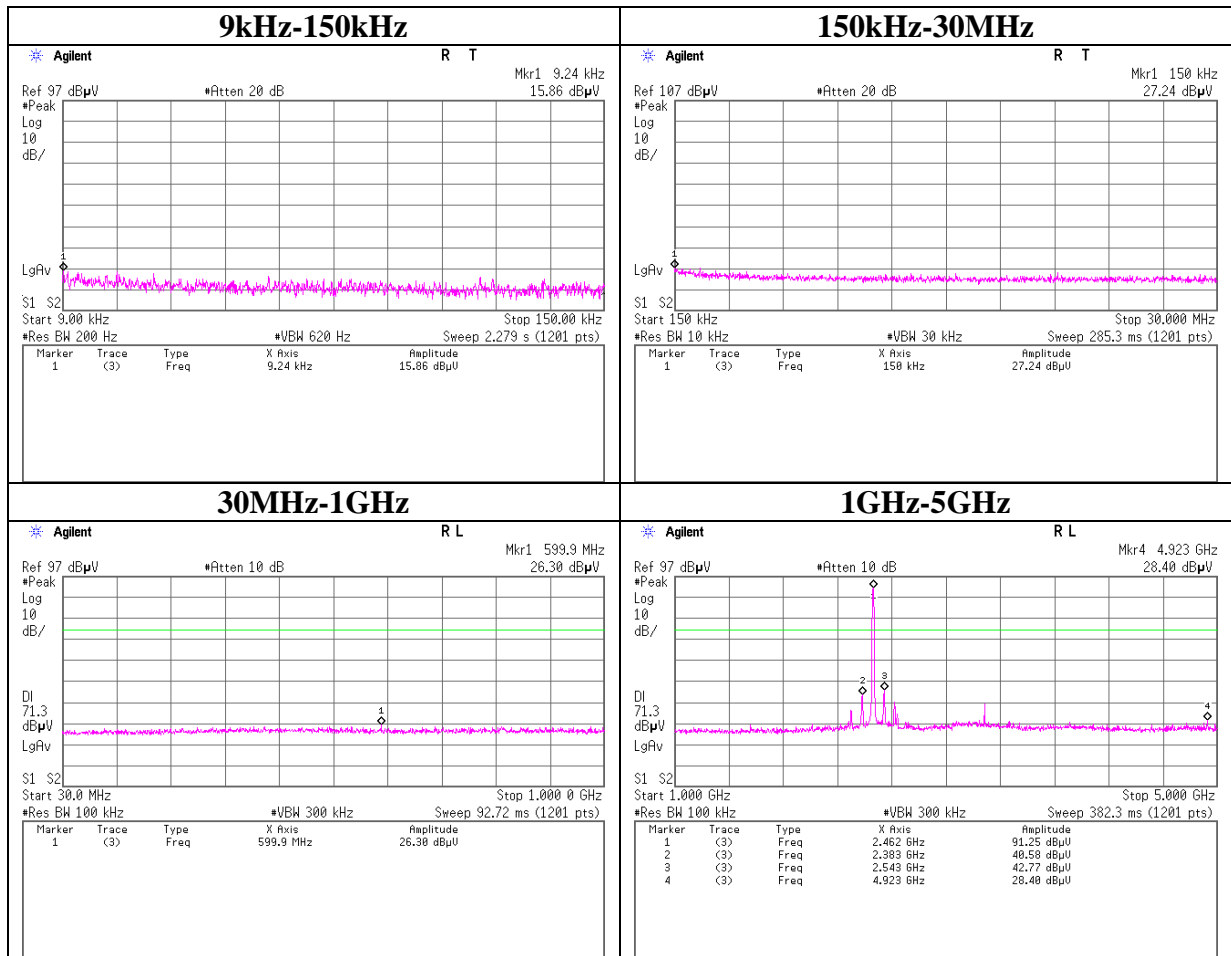 9kHz-150kHz
Agilent R T
Mkr1 9.24 kHz
Ref 97 dBµV #Atten 20 dB 15.86 dBµV
#Peak
Log
10
dB/
1
LgAv
S1 S2
Start 9.00 kHz Stop 150.00 kHz
#Res BW 200 Hz #VBW 620 Hz Sweep 2.279 s (1201 pts)
Marker Trace Type X Axis Amplitude
1 (3) Freq 9.24 kHz 15.86 dBµV
150kHz-30MHz
Agilent R T
Mkr1 150 kHz
Ref 107 dBµV #Atten 20 dB 27.24 dBµV
#Peak
Log
10
dB/
1
LgAv
S1 S2
Start 150 kHz Stop 30.000 MHz
#Res BW 10 kHz #VBW 30 kHz Sweep 285.3 ms (1201 pts)
Marker Trace Type X Axis Amplitude
1 (3) Freq 150 kHz 27.24 dBµV
30MHz-1GHz
Agilent R L
Mkr1 599.9 MHz
Ref 97 dBµV #Atten 10 dB 26.30 dBµV
#Peak
Log
10
dB/
1
DI
71.3
dBµV
LgAv
S1 S2
Start 30.0 MHz Stop 1.000 0 GHz
#Res BW 100 kHz #VBW 300 kHz Sweep 92.72 ms (1201 pts)
Marker Trace Type X Axis Amplitude
1 (3) Freq 599.9 MHz 26.30 dBµV
1GHz-5GHz
Agilent R L
Mkr4 4.923 GHz
Ref 97 dBµV #Atten 10 dB 28.40 dBµV
#Peak
Log
10
dB/
1
2 3
4
DI
71.3
dBµV
LgAv
S1 S2
Start 1.000 GHz Stop 5.000 GHz
#Res BW 100 kHz #VBW 300 kHz Sweep 382.3 ms (1201 pts)
Marker Trace Type X Axis Amplitude
1 (3) Freq 2.462 GHz 91.25 dBµV
2 (3) Freq 2.383 GHz 40.58 dBµV
3 (3) Freq 2.543 GHz 42.77 dBµV
4 (3) Freq 4.923 GHz 28.40 dBµV